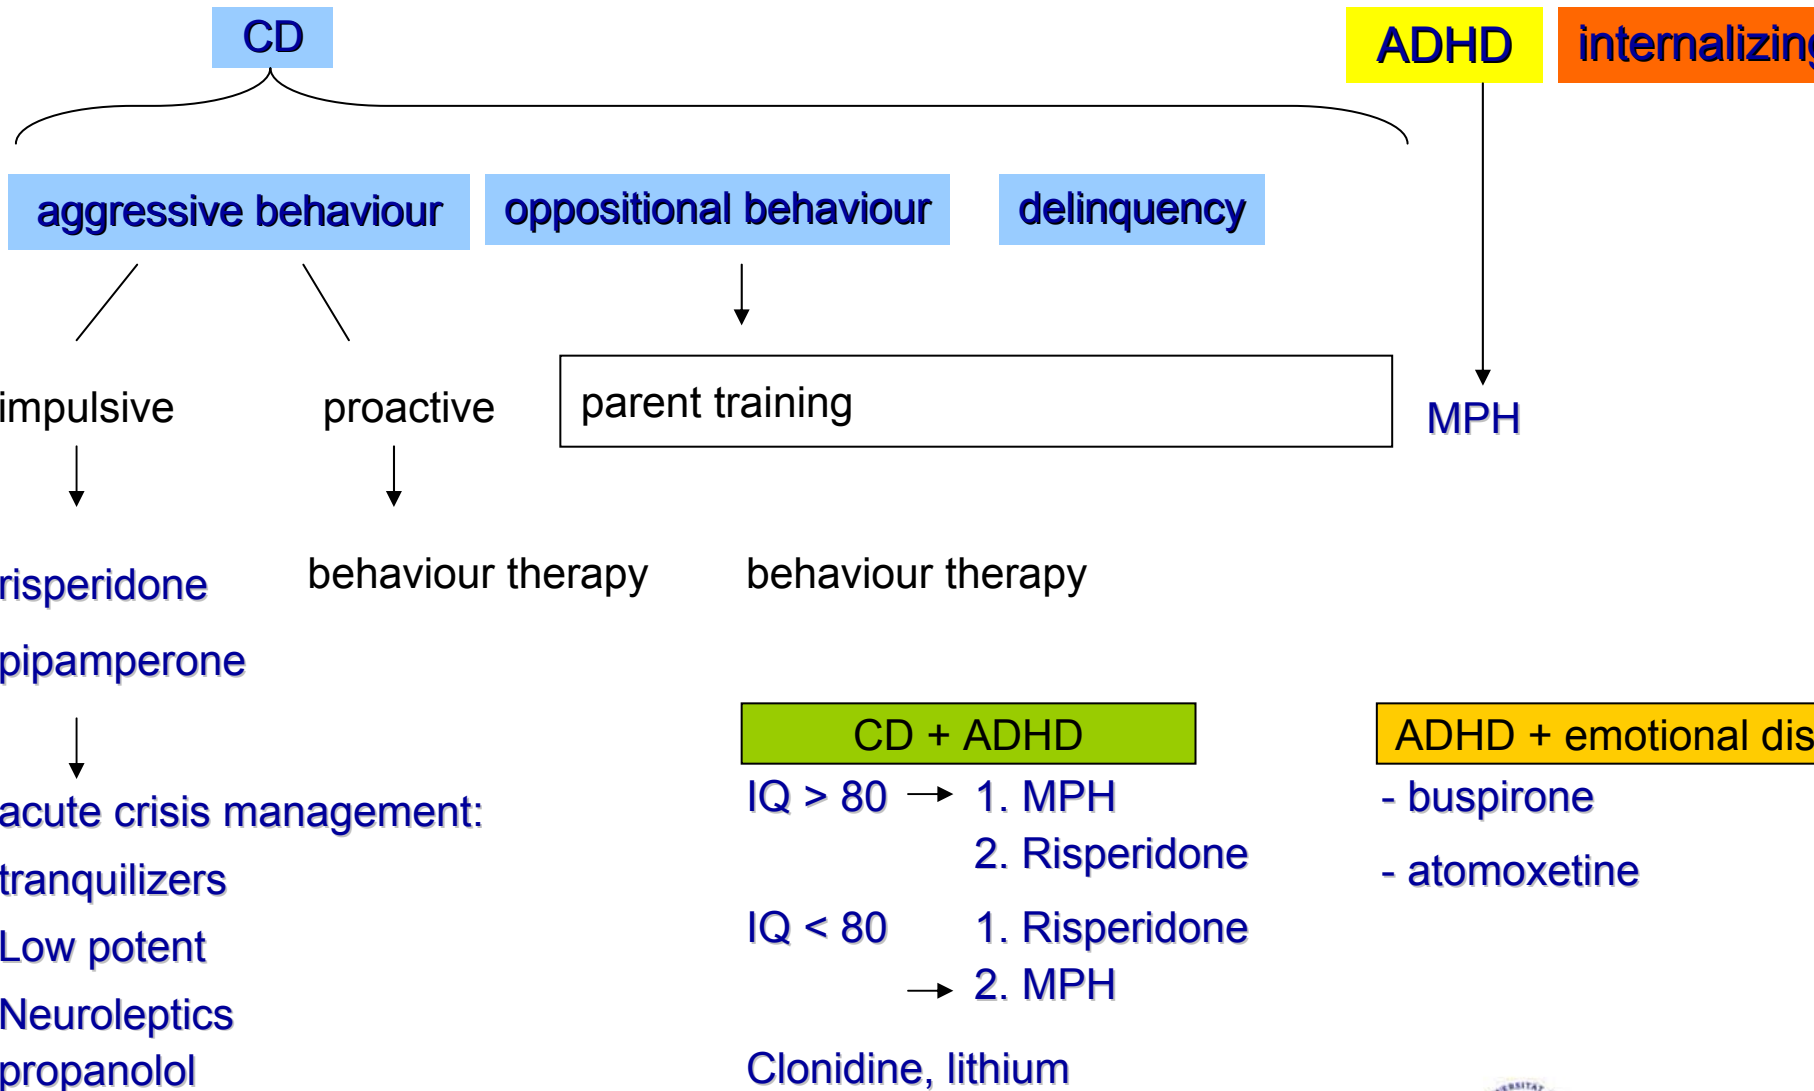 CD
ADHD
internalizing
aggressive behaviour
oppositional behaviour
delinquency
impulsive
proactive
parent training
MPH
risperidone
behaviour therapy
behaviour therapy
pipamperone
CD + ADHD
ADHD + emotional dis
acute crisis management:
tranquilizers
Low potent
Neuroleptics
propanolol
IQ > 80 → 1. MPH
2. Risperidone
IQ < 80 1. Risperidone
→ 2. MPH
Clonidine, lithium
- buspirone
- atomoxetine